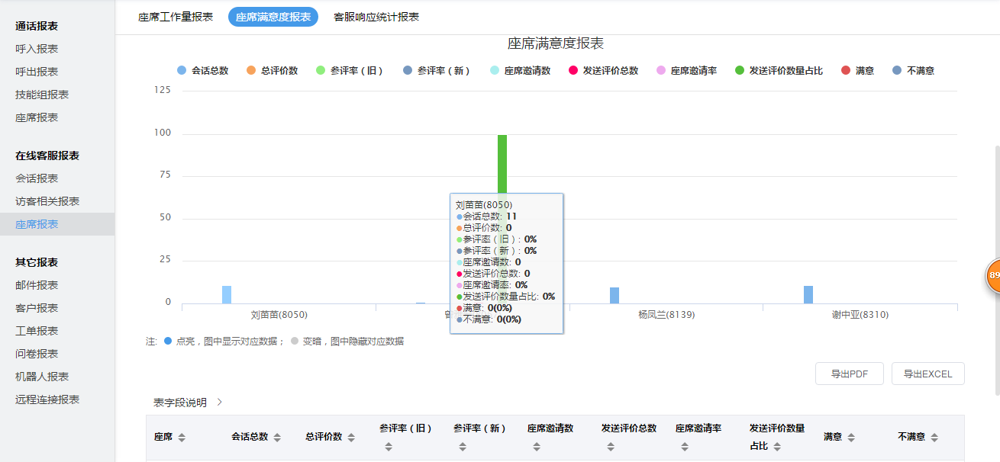 座席工作量报表 座席满意度报表 客服响应统计报表
通话报表
呼入报表
呼出报表
技能组报表
座席报表
在线客服报表
会话报表
访客相关报表
座席报表
其它报表
邮件报表
客户报表
工单报表
问卷报表
机器人报表
远程连接报表
座席满意度报表
会话总数 总评价数 参评率（旧） 参评率（新） 座席邀请数 发送评价总数 座席邀请率 发送评价数量占比 满意 不满意
125
100
75
50
25
0
刘苗苗(8050)
会话总数: 11
总评价数: 0
参评率（旧）: 0%
参评率（新）: 0%
座席邀请数: 0
发送评价总数: 0
座席邀请率: 0%
发送评价数量占比: 0%
满意: 0(0%)
不满意: 0(0%)
刘苗苗(8050) 杨凤兰(8139) 谢中亚(8310)
注: 点亮，图中显示对应数据； 变暗，图中隐藏对应数据
89
导出PDF 导出EXCEL
表字段说明
座席 会话总数 总评价数 参评率（旧） 参评率（新） 座席邀请数 发送评价总数 座席邀请率 发送评价数量占比 满意 不满意